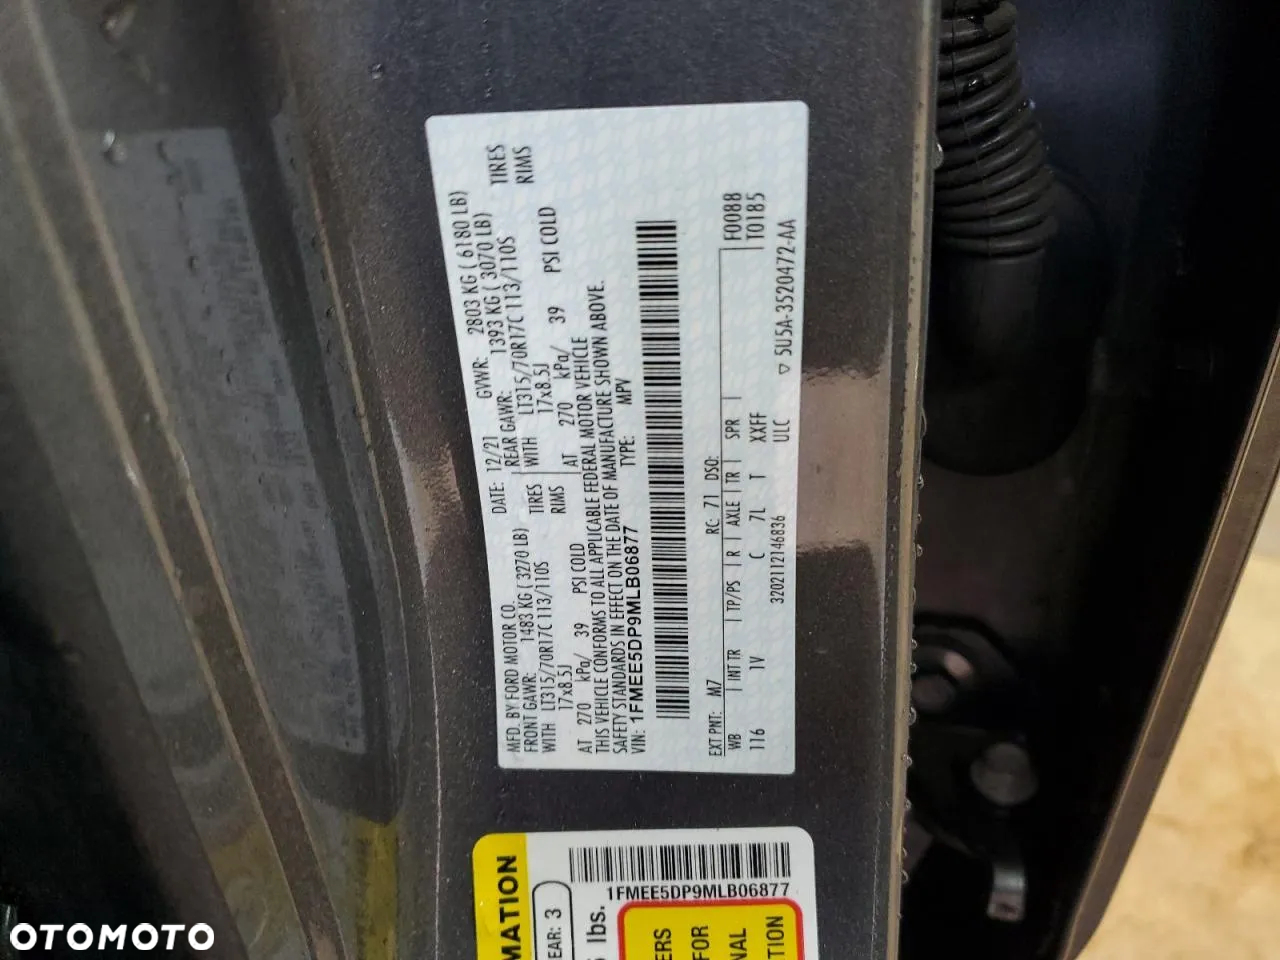 MFD. BY FORD MOTOR CO.
DATE: 12/21
GVWR: 2803 KG ( 6180 LB)
FRONT GAWR: 1483 KG ( 3270 LB)
REAR GAWR: 1393 KG ( 3070 LB)
WITH LT315/70R17C 113/110S TIRES
WITH LT315/70R17C 113/110S TIRES
17x8.5J RIMS
17x8.5J RIMS
AT 270 kPa/ 39 PSI COLD
AT 270 kPa/ 39 PSI COLD
THIS VEHICLE CONFORMS TO ALL APPLICABLE FEDERAL MOTOR VEHICLE
SAFETY STANDARDS IN EFFECT ON THE DATE OF MANUFACTURE SHOWN ABOVE.
VIN: 1FMEE5DP9MLB06877
TYPE: MPV
EXT PNT: M7 RC: 71 DSO: F0088
WB INT TR TP/PS R AXLE TR SPR T0185
116 1V C 7L T XXFF
3202112146836 ULC ▽ 5U5A-3520472-AA
1FMEE5DP9MLB06877
MATION
EAR: 3
lbs.
ERS
FOR
NAL
TION
OTOMOTO